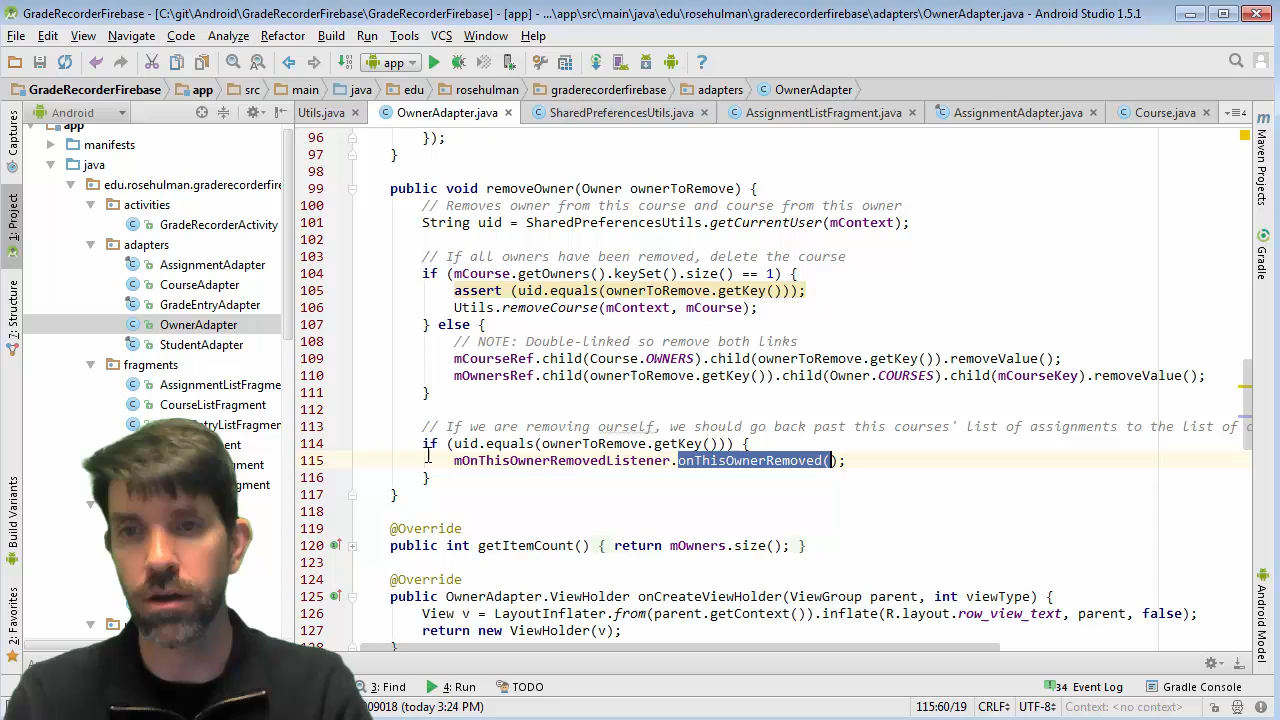 GradeRecorderFirebase - [C:\git\Android\GradeRecorderFirebase\GradeRecorderFirebase] - [app] - ...\app\src\main\java\edu\rosehulman\graderecorderfirebase\adapters\OwnerAdapter.java - Android Studio 1.5.1
File Edit View Navigate Code Analyze Refactor Build Run Tools VCS Window Help
app
GradeRecorderFirebase app src main java edu rosehulman graderecorderfirebase adapters OwnerAdapter
Android Utils.java OwnerAdapter.java SharedPreferencesUtils.java AssignmentListFragment.java AssignmentAdapter.java Course.java
Captures
1: Project
7: Structure
Build Variants
2: Favorites
app
manifests
java
edu.rosehulman.graderecorderfire
activities
GradeRecorderActivity
adapters
AssignmentAdapter
CourseAdapter
GradeEntryAdapter
OwnerAdapter
StudentAdapter
fragments
AssignmentListFragme
CourseListFragment
ntryListFragment
agment
96 });
97 }
98
99 public void removeOwner(Owner ownerToRemove) {
100 // Removes owner from this course and course from this owner
101 String uid = SharedPreferencesUtils.getCurrentUser(mContext);
102
103 // If all owners have been removed, delete the course
104 if (mCourse.getOwners().keySet().size() == 1) {
105 assert (uid.equals(ownerToRemove.getKey()));
106 Utils.removeCourse(mContext, mCourse);
107 } else {
108 // NOTE: Double-linked so remove both links
109 mCourseRef.child(Course.OWNERS).child(ownerToRemove.getKey()).removeValue();
110 mOwnersRef.child(ownerToRemove.getKey()).child(Owner.COURSES).child(mCourseKey).removeValue();
111 }
112
113 // If we are removing ourself, we should go back past this courses' list of assignments to the list of c
114 if (uid.equals(ownerToRemove.getKey())) {
115 mOnThisOwnerRemovedListener.onThisOwnerRemoved();
116 }
117 }
118
119 @Override
120 public int getItemCount() { return mOwners.size(); }
123
124 @Override
125 public OwnerAdapter.ViewHolder onCreateViewHolder(ViewGroup parent, int viewType) {
126 View v = LayoutInflater.from(parent.getContext()).inflate(R.layout.row_view_text, parent, false);
127 return new ViewHolder(v);
128 }
Maven Projects
Gradle
Android Model
3: Find 4: Run TODO 34 Event Log Gradle Console
09018 (today 3:24 PM) 115:60/19 CRLF UTF-8 Context: <no context>